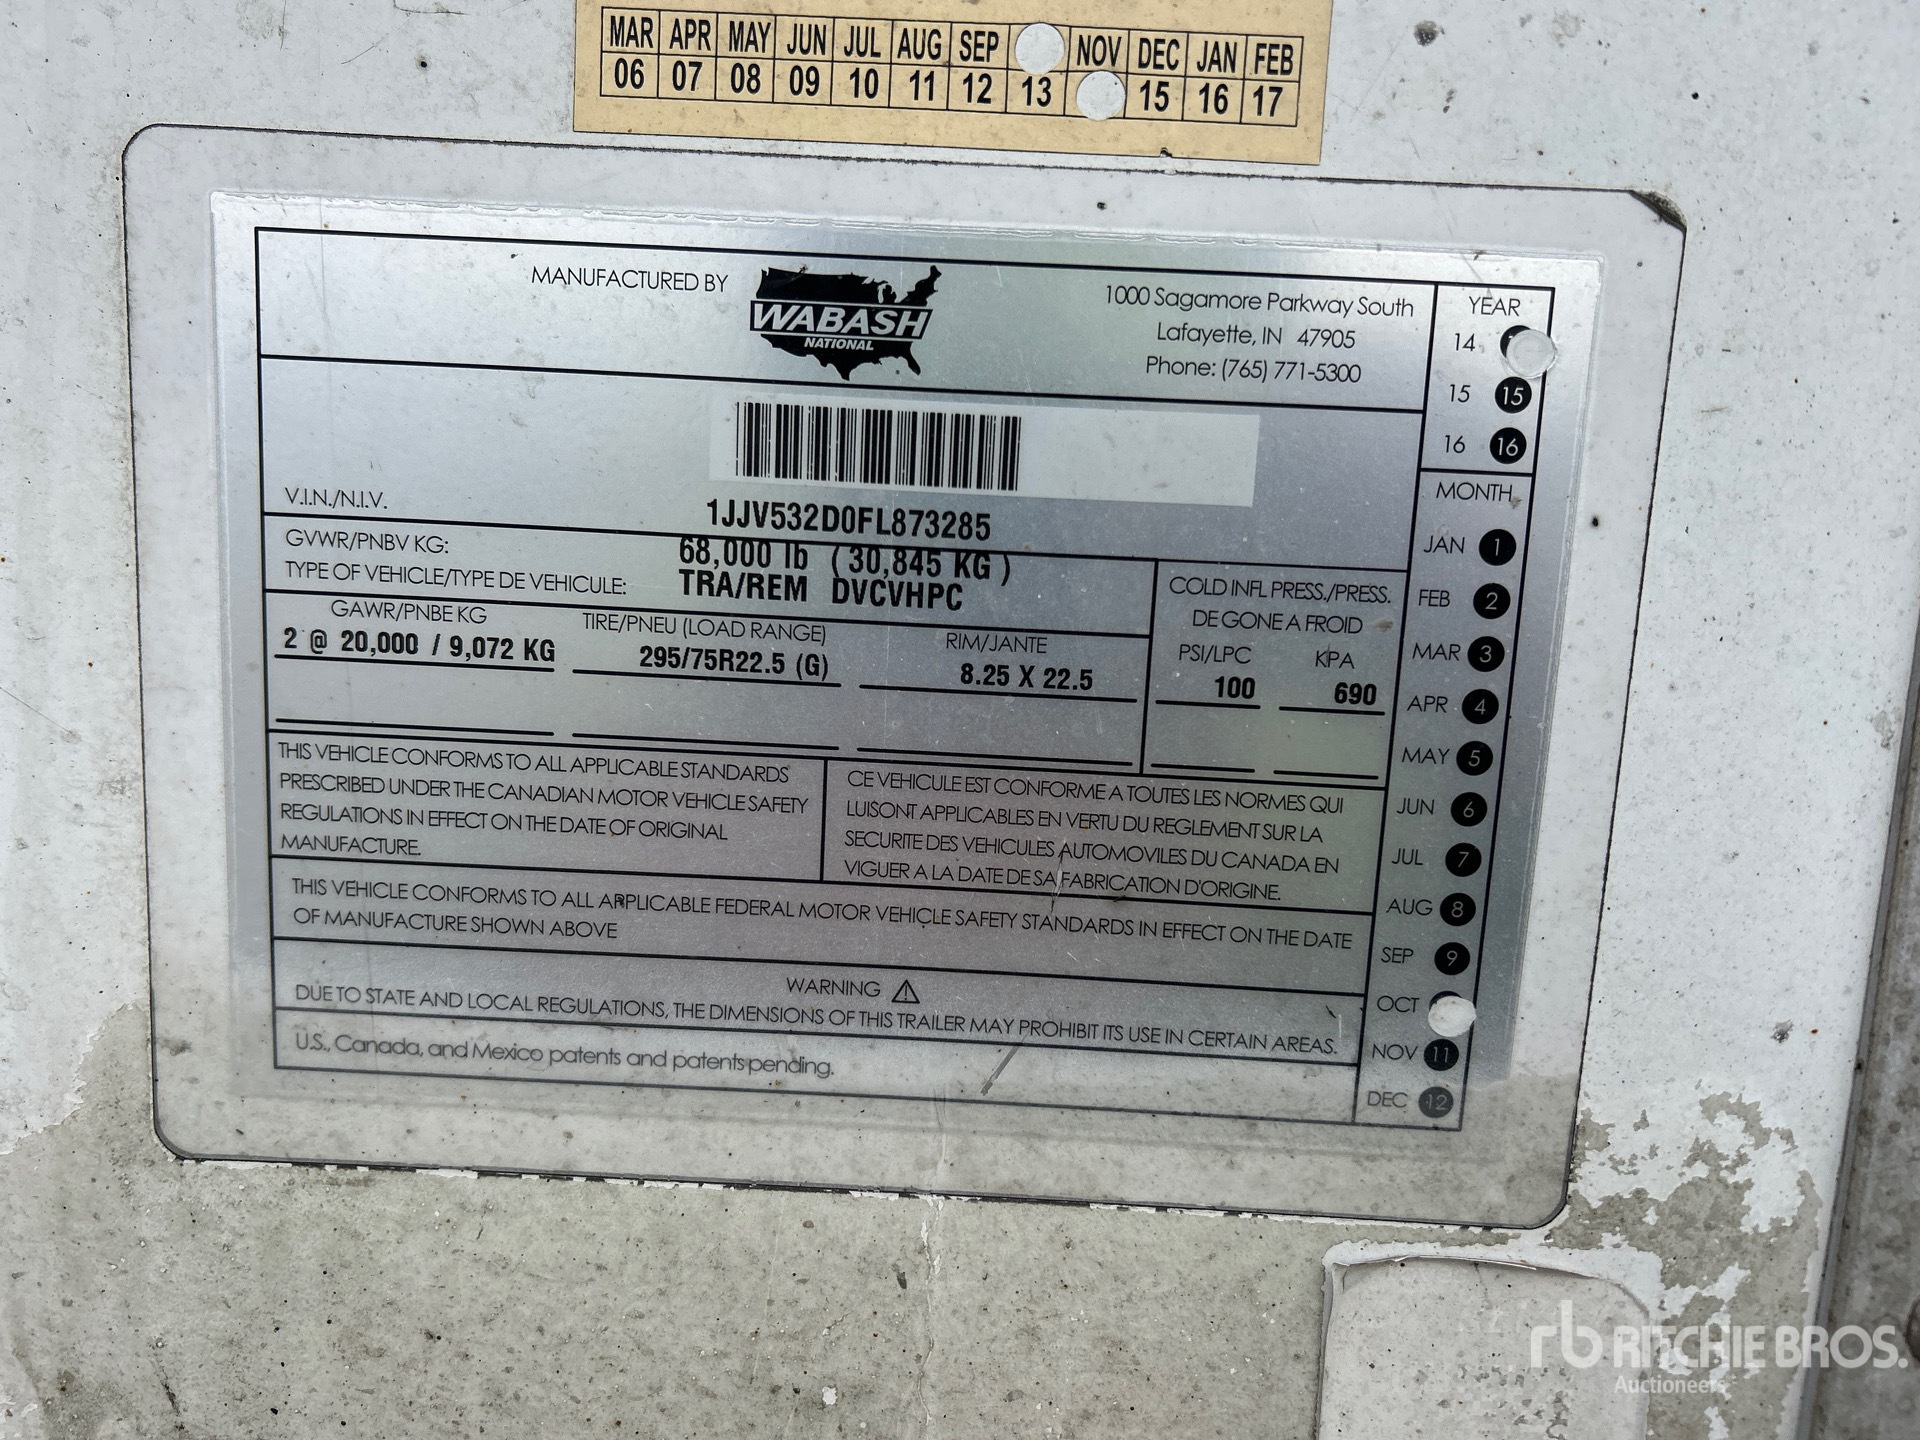 MAR APR MAY JUN JUL AUG SEP NOV DEC JAN FEB
06 07 08 09 10 11 12 13 15 16 17
MANUFACTURED BY
WABASH
NATIONAL
1000 Sagamore Parkway South
Lafayette, IN 47905
Phone: (765) 771-5300
V.I.N./N.I.V.
1JJV532D0FL873285
GVWR/PNBV KG:
68,000 lb (30,845 KG)
TYPE OF VEHICLE/TYPE DE VEHICULE:
TRA/REM DVCVHPC
GAWR/PNBE KG
2 @ 20,000 / 9,072 KG
TIRE/PNEU (LOAD RANGE)
295/75R22.5 (G)
RIM/JANTE
8.25 X 22.5
COLD INFL PRESS./PRESS.
DE GONE A FROID
PSI/LPC KPA
100 690
THIS VEHICLE CONFORMS TO ALL APPLICABLE STANDARDS
PRESCRIBED UNDER THE CANADIAN MOTOR VEHICLE SAFETY
REGULATIONS IN EFFECT ON THE DATE OF ORIGINAL
MANUFACTURE.
CE VEHICULE EST CONFORME A TOUTES LES NORMES QUI
LUISONT APPLICABLES EN VERTU DU REGLEMENT SUR LA
SECURITE DES VEHICULES AUTOMOVILES DU CANADA EN
VIGUER A LA DATE DE SA FABRICATION D'ORIGINE.
THIS VEHICLE CONFORMS TO ALL APPLICABLE FEDERAL MOTOR VEHICLE SAFETY STANDARDS IN EFFECT ON THE DATE
OF MANUFACTURE SHOWN ABOVE
WARNING
DUE TO STATE AND LOCAL REGULATIONS, THE DIMENSIONS OF THIS TRAILER MAY PROHIBIT ITS USE IN CERTAIN AREAS.
U.S., Canada, and Mexico patents and patents pending.
YEAR
14
15 15
16 16
MONTH
JAN 1
FEB 2
MAR 3
APR 4
MAY 5
JUN 6
JUL 7
AUG 8
SEP 9
OCT
NOV 11
DEC 12
rb RITCHIE BROS.
Auctioneers